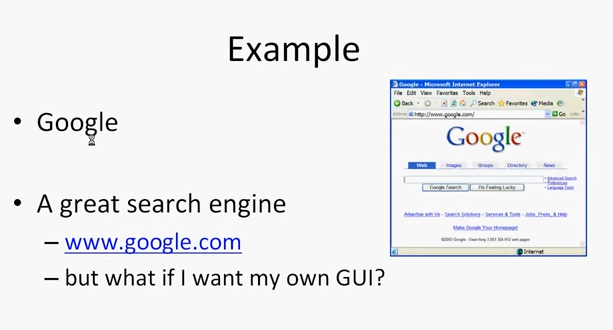 Example
• Google
• A great search engine
– www.google.com
– but what if I want my own GUI?
Google - Microsoft Internet Explorer
File Edit View Favorites Tools Help
Back Search Favorites Media
Address http://www.google.com/ Go Links
Google
Web Images Groups Directory News
Advanced Search
Preferences
Language Tools
Google Search I'm Feeling Lucky
Advertise with Us - Search Solutions - Services & Tools - Jobs, Press, & Help
Make Google Your Homepage!
Internet